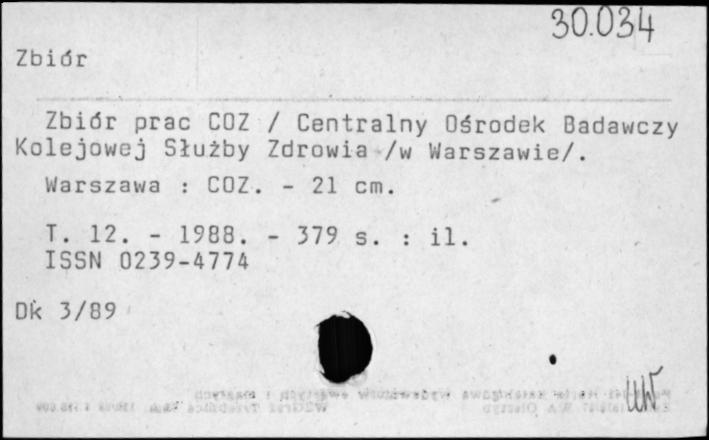 30.034
Zbiór
Zbiór prac COZ / Centralny Ośrodek Badawczy
Kolejowej Służby Zdrowia /w Warszawie/.
Warszawa : COZ. - 21 cm.
T. 12. - 1988. - 379 s. : il.
ISSN 0239-4774
Dk 3/89